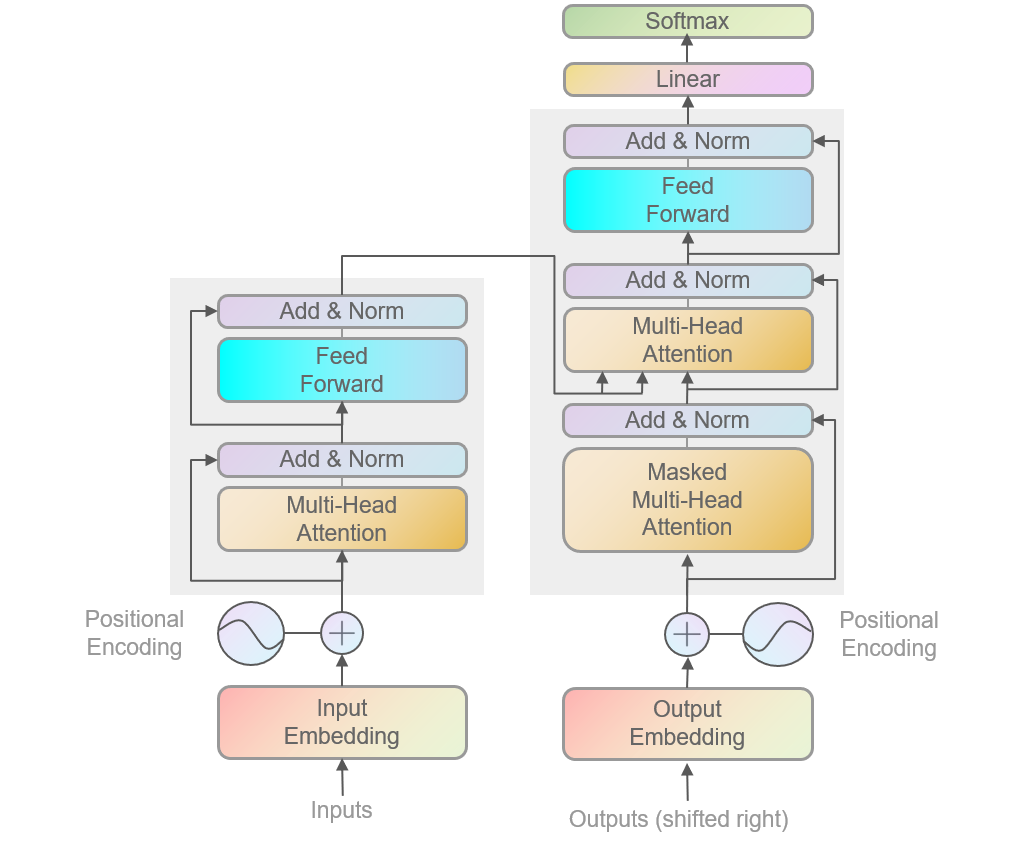 Softmax
Linear
Add & Norm
Feed
Forward
Add & Norm
Multi-Head
Attention
Add & Norm
Masked
Multi-Head
Attention
Add & Norm
Feed
Forward
Add & Norm
Multi-Head
Attention
Positional
Encoding
Positional
Encoding
Input
Embedding
Output
Embedding
Inputs
Outputs (shifted right)